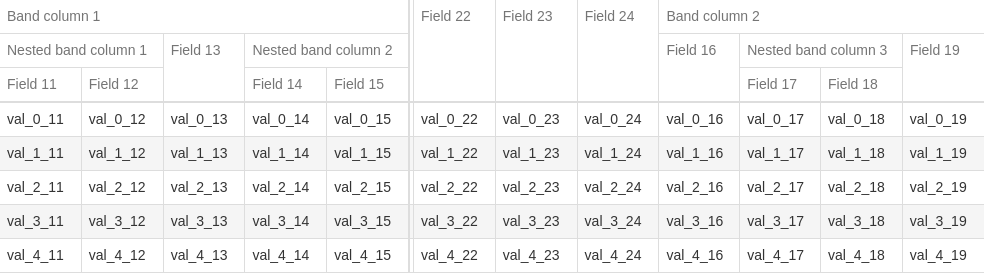 Band column 1 Field 22 Field 23 Field 24 Band column 2
Nested band column 1 Field 13 Nested band column 2 Field 16 Nested band column 3 Field 19
Field 11 Field 12 Field 14 Field 15 Field 17 Field 18
val_0_11 val_0_12 val_0_13 val_0_14 val_0_15 val_0_22 val_0_23 val_0_24 val_0_16 val_0_17 val_0_18 val_0_19
val_1_11 val_1_12 val_1_13 val_1_14 val_1_15 val_1_22 val_1_23 val_1_24 val_1_16 val_1_17 val_1_18 val_1_19
val_2_11 val_2_12 val_2_13 val_2_14 val_2_15 val_2_22 val_2_23 val_2_24 val_2_16 val_2_17 val_2_18 val_2_19
val_3_11 val_3_12 val_3_13 val_3_14 val_3_15 val_3_22 val_3_23 val_3_24 val_3_16 val_3_17 val_3_18 val_3_19
val_4_11 val_4_12 val_4_13 val_4_14 val_4_15 val_4_22 val_4_23 val_4_24 val_4_16 val_4_17 val_4_18 val_4_19